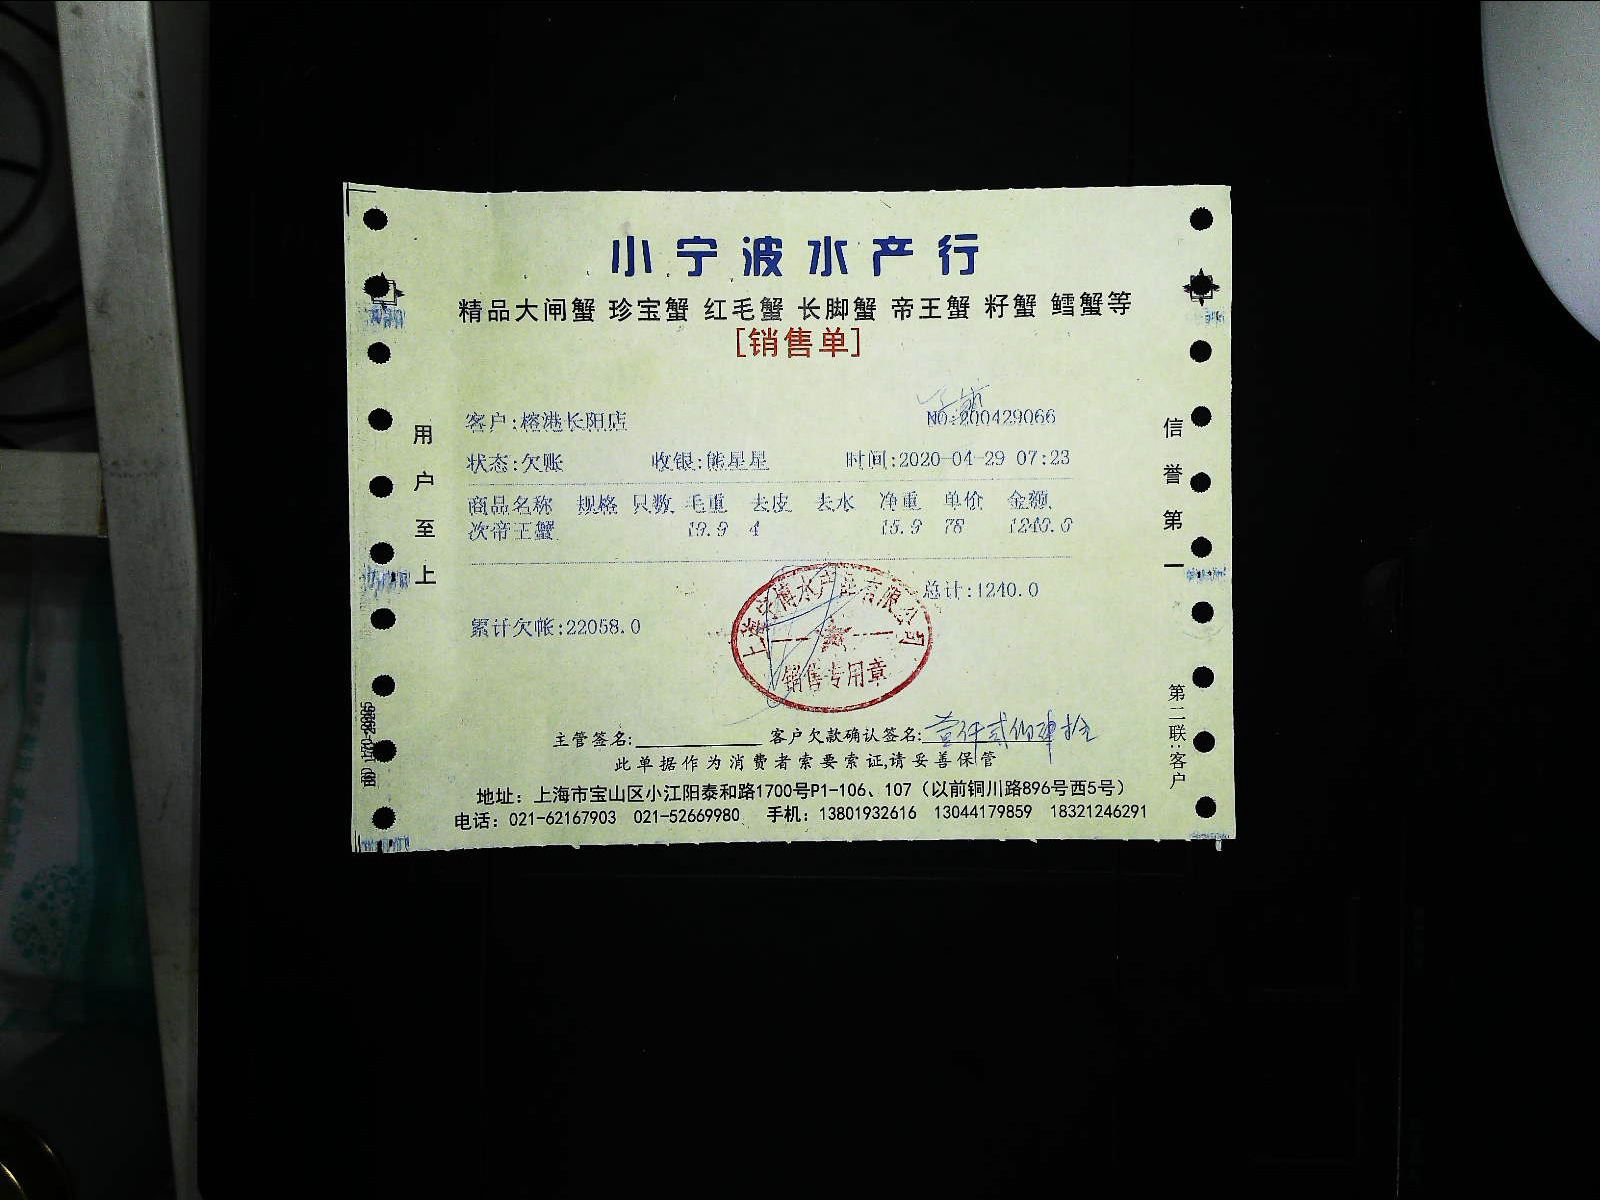 小宁波水产行
精品大闸蟹 珍宝蟹 红毛蟹 长脚蟹 帝王蟹 籽蟹 鳕蟹等
[销售单]
客户:榕港长阳店 NO:200429066
状态:欠账 收银:熊星星 时间:2020-04-29 07:23
商品名称 规格 只数 毛重 去皮 去水 净重 单价 金额
次帝王蟹 19.9 4 15.9 78 1240.0
总计:1240.0
累计欠帐:22058.0
销售专用章
主管签名: 客户欠款确认签名: 壹仟贰佰肆拾
此单据作为消费者索要索证,请妥善保管
地址：上海市宝山区小江阳泰和路1700号P1-106、107（以前铜川路896号西5号）
电话：021-62167903 021-52669980 手机：13801932616 13044179859 18321246291
用户至上
信誉第一
第二联:客户